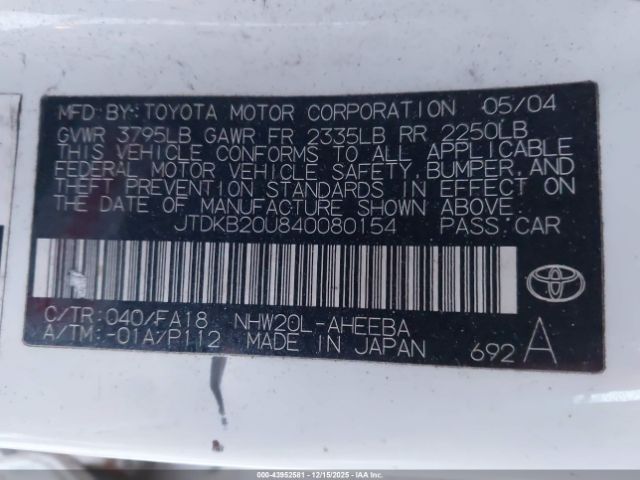 MFD.BY:TOYOTA MOTOR CORPORATION 05/04
GVWR 3795LB GAWR FR 2335LB RR 2250LB
THIS VEHICLE CONFORMS TO ALL APPLICABLE
FEDERAL MOTOR VEHICLE SAFETY, BUMPER, AND
THEFT PREVENTION STANDARDS IN EFFECT ON
THE DATE OF MANUFACTURE SHOWN ABOVE.
JTDKB20U840080154 PASS.CAR
C/TR:040/FA18 NHW20L-AHEEBA
A/TM:-01A/P112 MADE IN JAPAN 692 A
000-43952581 - 12/15/2025 - IAAI.COM